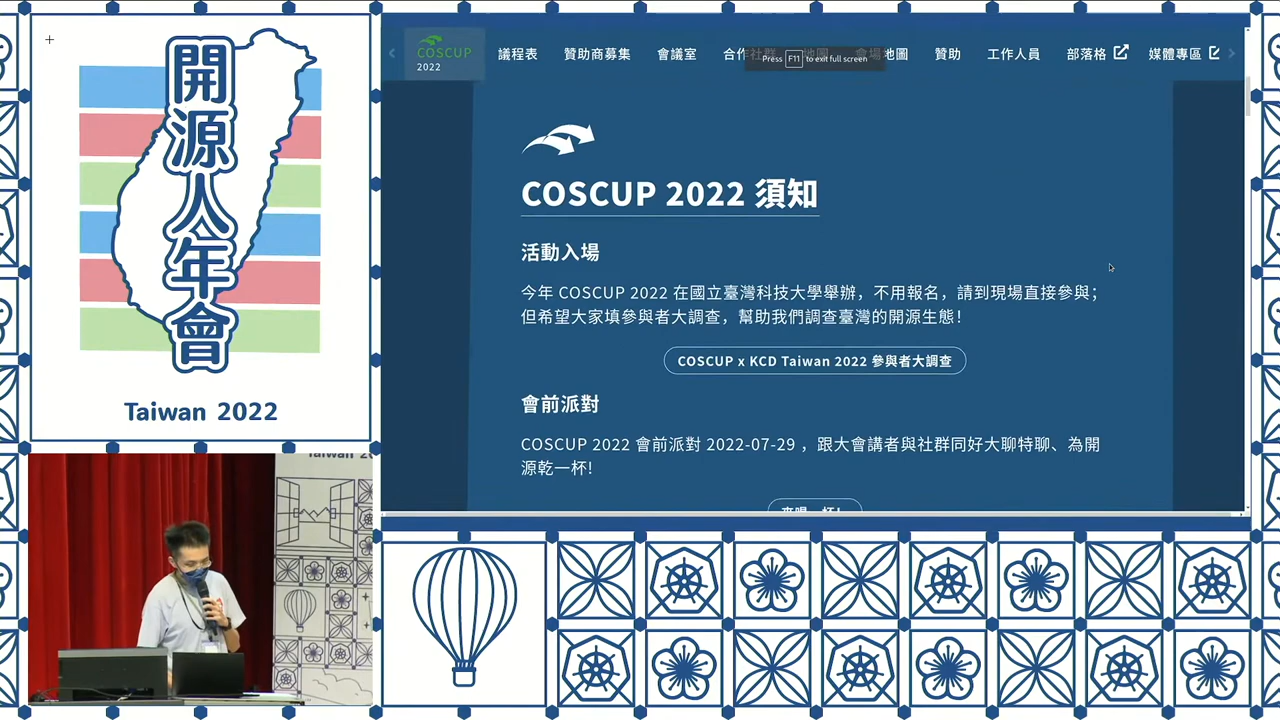 開源人年會
Taiwan 2022
COSCUP
2022
議程表
贊助商募集
會議室
合作社群
地圖
會場地圖
贊助
工作人員
部落格
媒體專區
Press F11 to exit full screen
COSCUP 2022 須知
活動入場
今年 COSCUP 2022 在國立臺灣科技大學舉辦，不用報名，請到現場直接參與；
但希望大家填參與者大調查，幫助我們調查臺灣的開源生態！
COSCUP x KCD Taiwan 2022 參與者大調查
會前派對
COSCUP 2022 會前派對 2022-07-29 ，跟大會講者與社群同好大聊特聊、為開
源乾一杯!